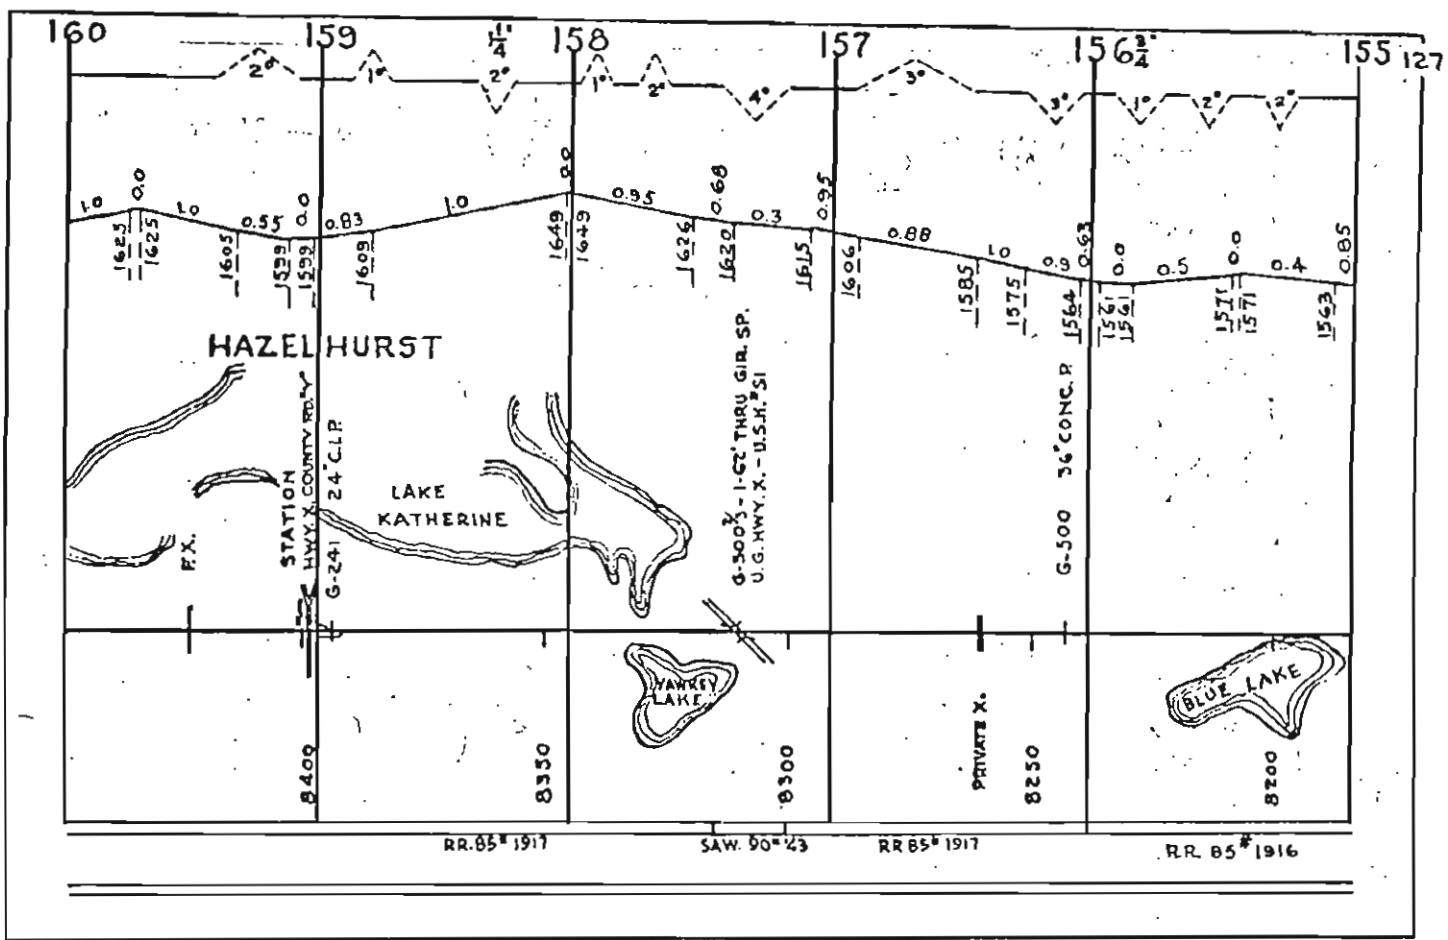 160 159 1¼" 158 157 156¾" 155 127
2° 1° 2° 1° 2° 4° 3° 3° 1° 2° 2°
1.0 0.0 1.0 0.55 0.0 0.83 1.0 0.0 0.95 0.68 0.3 0.95 0.88 1.0 0.9 0.63 0.0 0.5 0.0 0.4 0.85
1625 1625 1605 1599 1599 1609 1649 1649 1626 1620 1615 1606 1585 1575 1564 1561 1561 1571 1571 1563
HAZELHURST
P.X.
STATION
HWY. X. COUNTY RD. "Y"
G-241 24" C.I.P.
LAKE
KATHERINE
G-500⅔'S - 1-62' THRU GIR. SP.
U.G. HWY. X. - U.S.H. #51
G-500 36" CONC. P.
YAWKEY
LAKE
PRIVATE X.
BLUE LAKE
8400 8350 8300 8250 8200
RR. 85# 1917 SAW. 90# '43 RR 85# 1917 RR. 85# 1916